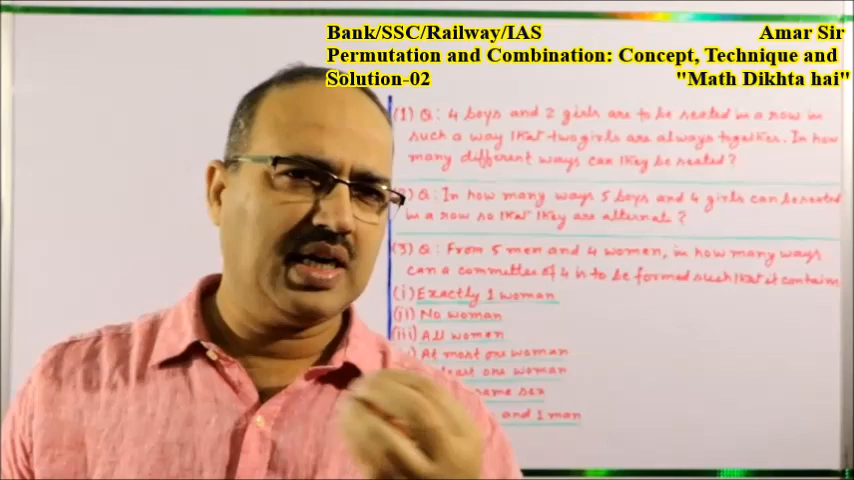 Bank/SSC/Railway/IAS Amar Sir
Permutation and Combination: Concept, Technique and
Solution-02 "Math Dikhta hai"
(1) Q: 4 boys and 2 girls are to be seated in a row in
such a way that two girls are always together. In how
many different ways can they be seated?
) Q: In how many ways 5 boys and 4 girls can be seated
in a row so that they are alternate?
(3) Q: From 5 men and 4 women, in how many ways
can a committee of 4 is to be formed such that it contains
(i) Exactly 1 woman
(ii) No woman
(iii) All women
) At most one woman
least one woman
same sex
and 1 man